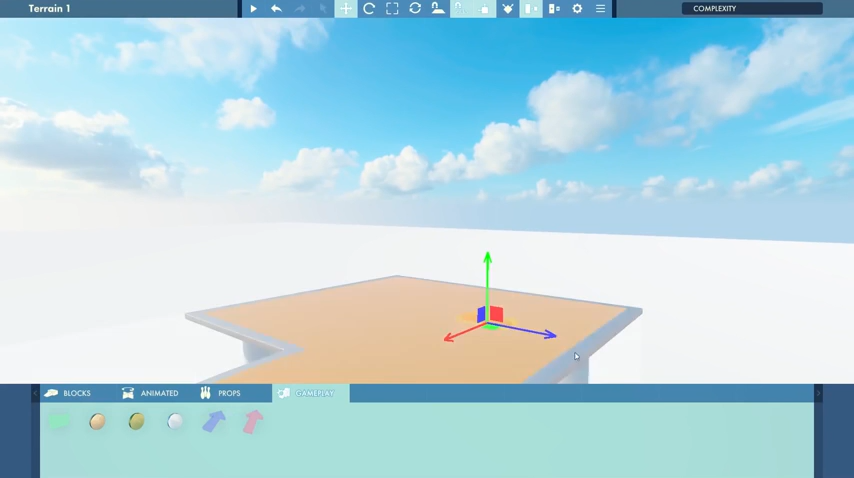 Terrain 1
COMPLEXITY
BLOCKS
ANIMATED
PROPS
GAMEPLAY